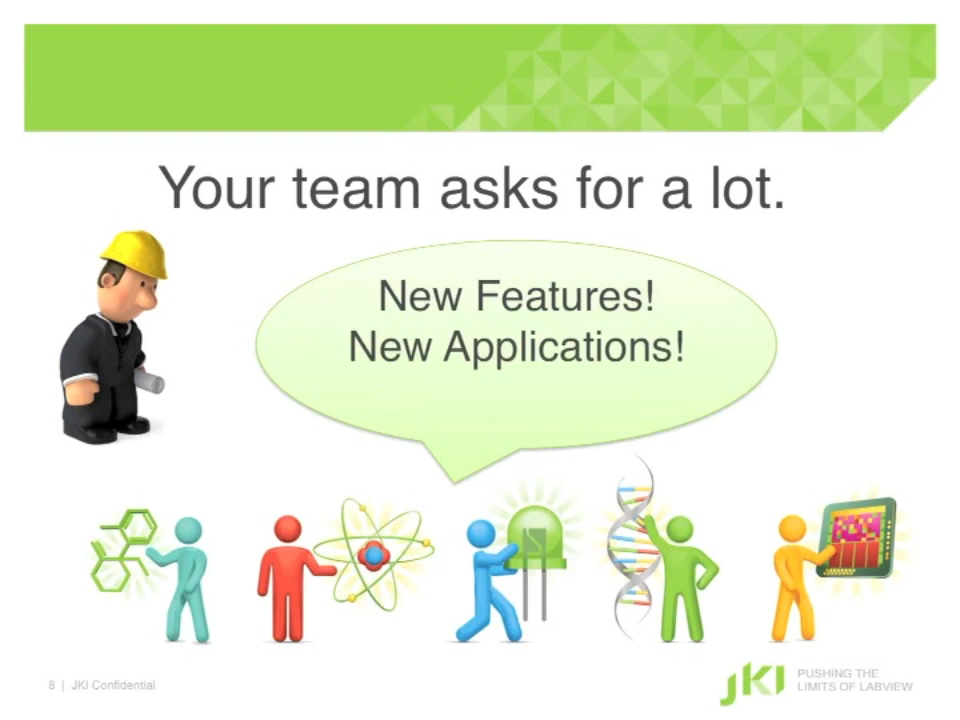 Your team asks for a lot.
New Features!
New Applications!
8 | JKI Confidential
JKI
PUSHING THE
LIMITS OF LABVIEW